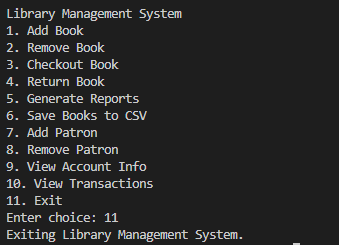 Library Management System
1. Add Book
2. Remove Book
3. Checkout Book
4. Return Book
5. Generate Reports
6. Save Books to CSV
7. Add Patron
8. Remove Patron
9. View Account Info
10. View Transactions
11. Exit
Enter choice: 11
Exiting Library Management System.